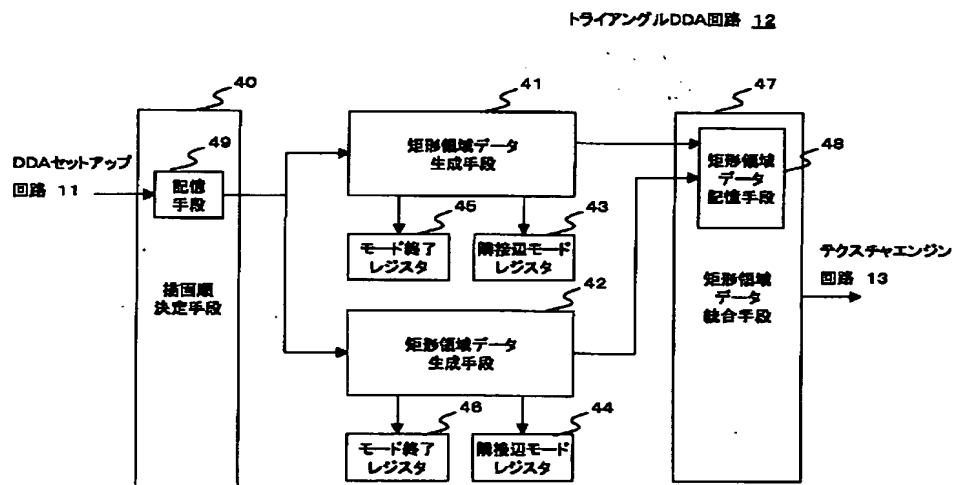 トライアングルDDA回路 12
40
41
47
49
DDAセットアップ
回路 11
記憶
手段
矩形領域データ
生成手段
矩形領域
データ
記憶手段
48
45
43
モード終了
レジスタ
隣接辺モード
レジスタ
テクスチャエンジン
回路 13
描画順
決定手段
42
矩形領域データ
生成手段
矩形領域
データ
統合手段
46
44
モード終了
レジスタ
隣接辺モード
レジスタ